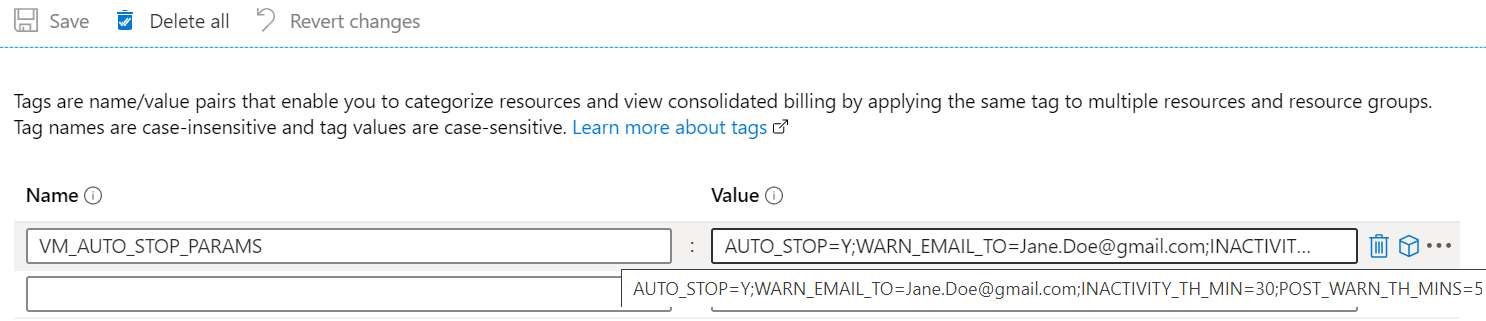 Save Delete all Revert changes
Tags are name/value pairs that enable you to categorize resources and view consolidated billing by applying the same tag to multiple resources and resource groups.
Tag names are case-insensitive and tag values are case-sensitive. Learn more about tags
Name Value
VM_AUTO_STOP_PARAMS : AUTO_STOP=Y;WARN_EMAIL_TO=Jane.Doe@gmail.com;INACTIVIT...
AUTO_STOP=Y;WARN_EMAIL_TO=Jane.Doe@gmail.com;INACTIVITY_TH_MIN=30;POST_WARN_TH_MINS=5